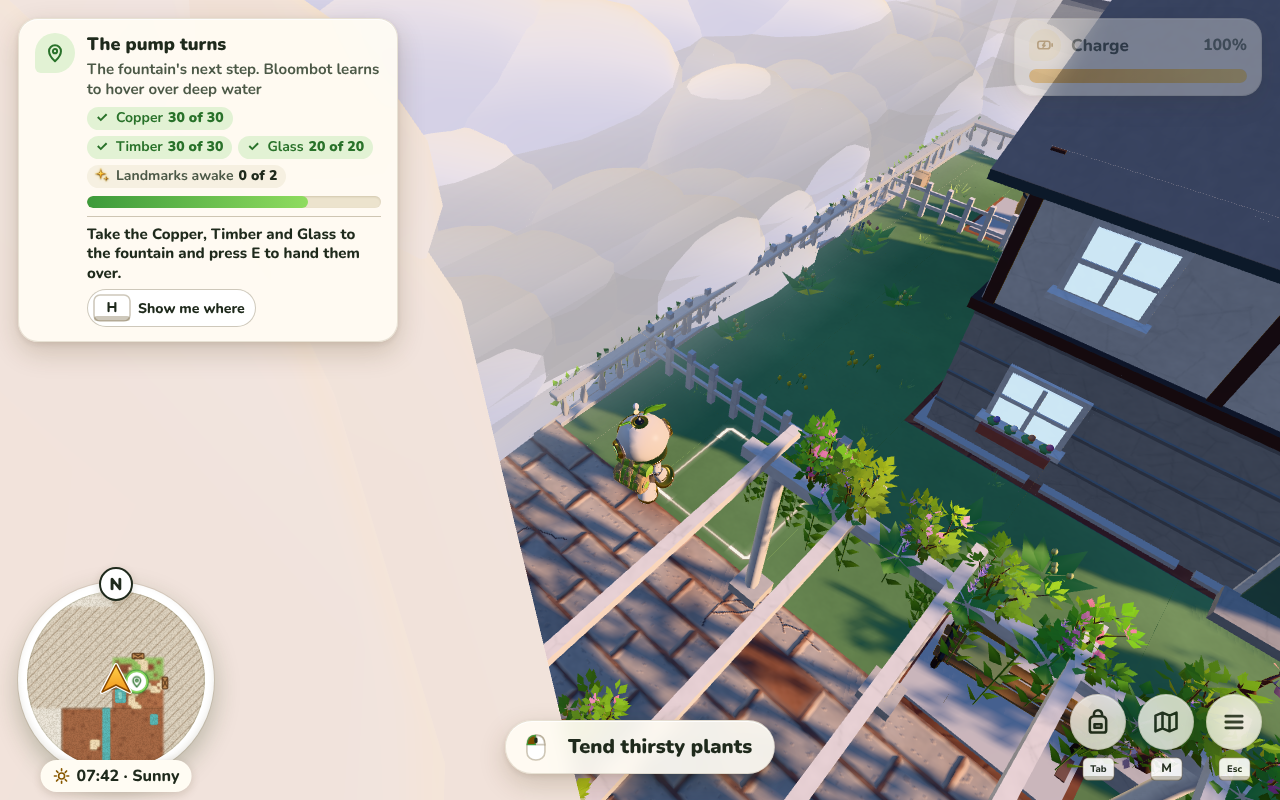 The pump turns
The fountain's next step. Bloombot learns
to hover over deep water
Copper 30 of 30
Timber 30 of 30
Glass 20 of 20
Landmarks awake 0 of 2
Take the Copper, Timber and Glass to
the fountain and press E to hand them
over.
H Show me where
Charge 100%
N
07:42 · Sunny
Tend thirsty plants
Tab
M
Esc